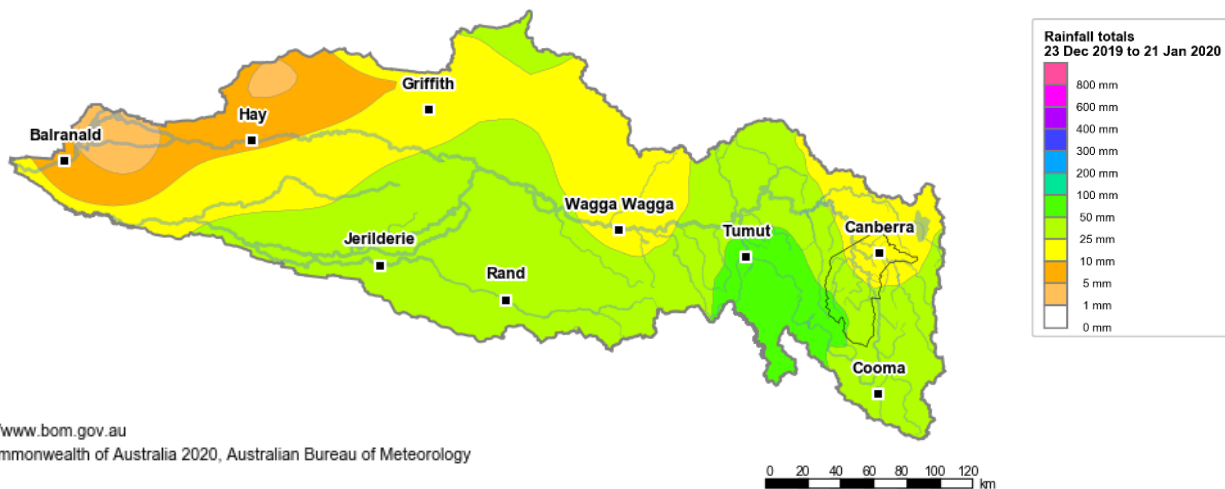 Rainfall totals
23 Dec 2019 to 21 Jan 2020
800 mm
600 mm
400 mm
300 mm
200 mm
100 mm
50 mm
25 mm
10 mm
5 mm
1 mm
0 mm
Griffith
Hay
Balranald
Wagga Wagga
Tumut
Canberra
Jerilderie
Rand
Cooma
/www.bom.gov.au
mmonwealth of Australia 2020, Australian Bureau of Meteorology
0 20 40 60 80 100 120
km